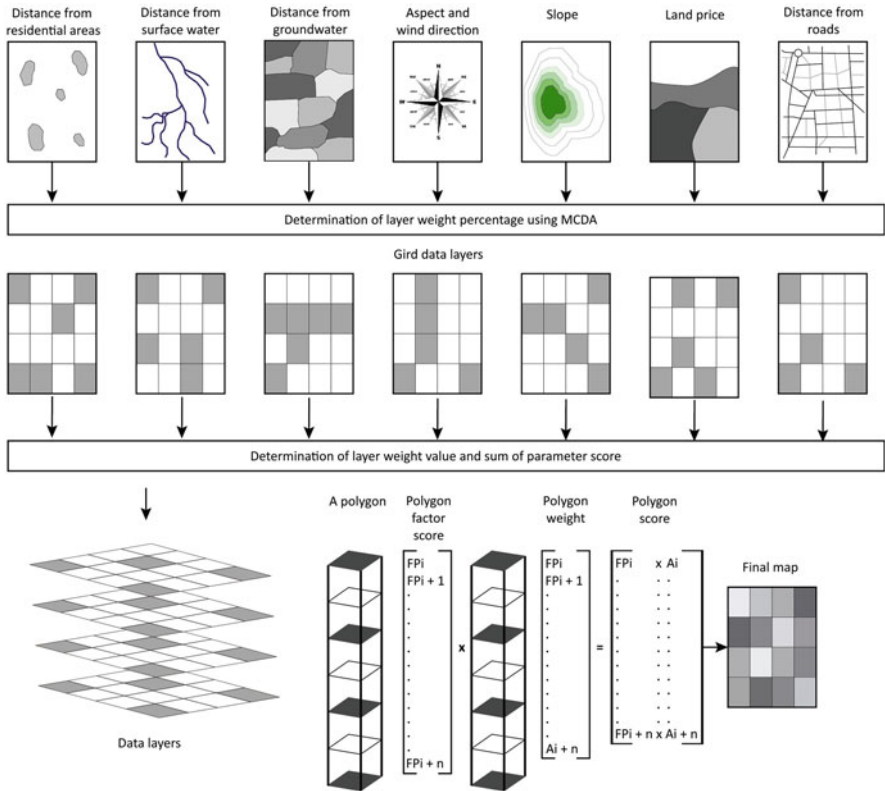 Distance from residential areas
Distance from surface water
Distance from groundwater
Aspect and wind direction
Slope
Land price
Distance from roads
N
W
E
S
Determination of layer weight percentage using MCDA
Gird data layers
Determination of layer weight value and sum of parameter score
A polygon
Polygon factor score
Polygon weight
Polygon score
FPi
FPi + 1
FPi + n
x
FPi
FPi + 1
Ai + n
=
FPi x Ai
FPi + n x Ai + n
Final map
Data layers